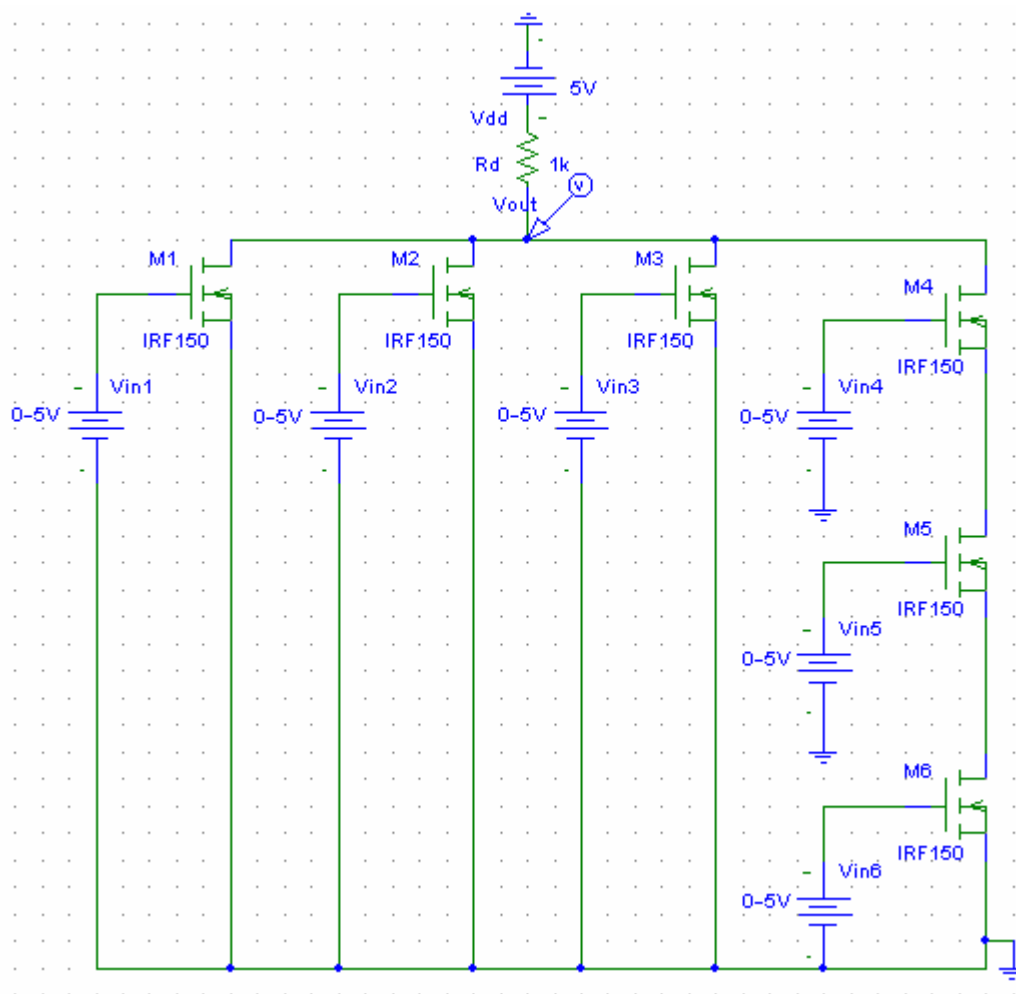 5V
Vdd
Rd 1k
V
Vout
M1 M2 M3
M4
IRF150 IRF150 IRF150
IRF150
Vin1 Vin2 Vin3 Vin4
0-5V 0-5V 0-5V 0-5V
M5
IRF150
Vin5
0-5V
M6
IRF150
Vin6
0-5V